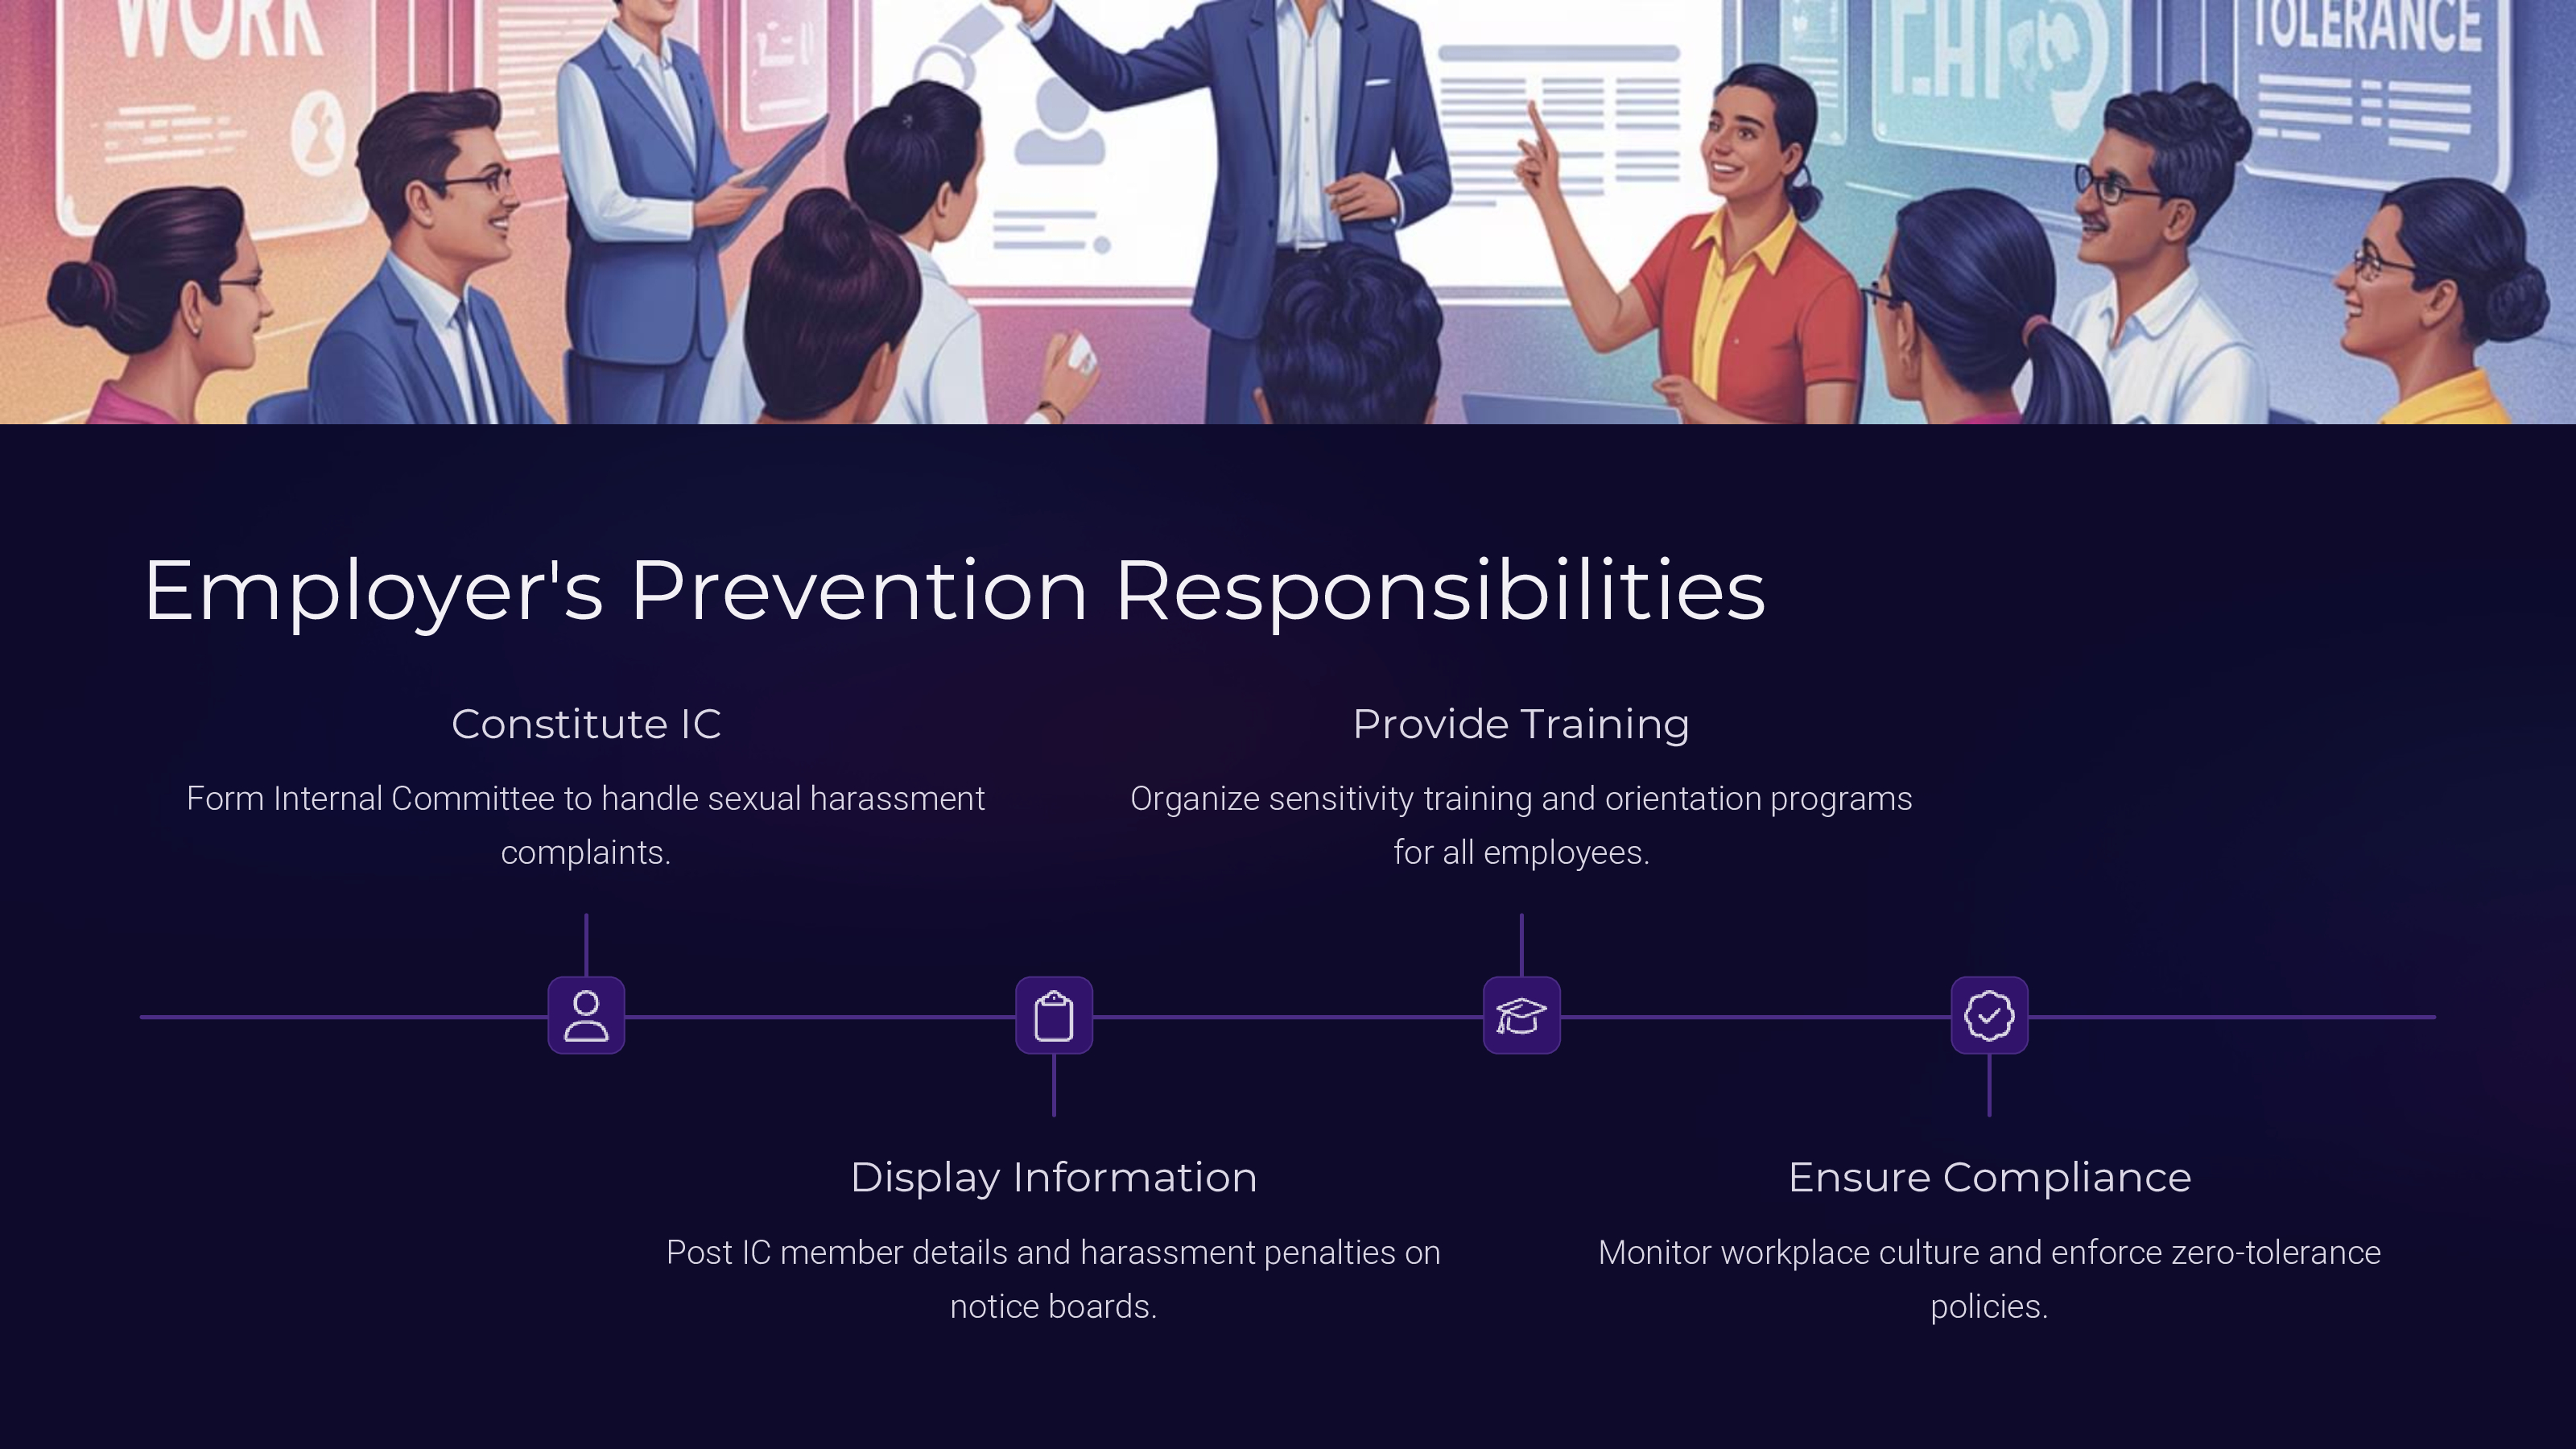 WORK
TOLERANCE
Employer's Prevention Responsibilities
Constitute IC
Form Internal Committee to handle sexual harassment
complaints.
Provide Training
Organize sensitivity training and orientation programs
for all employees.
Display Information
Post IC member details and harassment penalties on
notice boards.
Ensure Compliance
Monitor workplace culture and enforce zero-tolerance
policies.